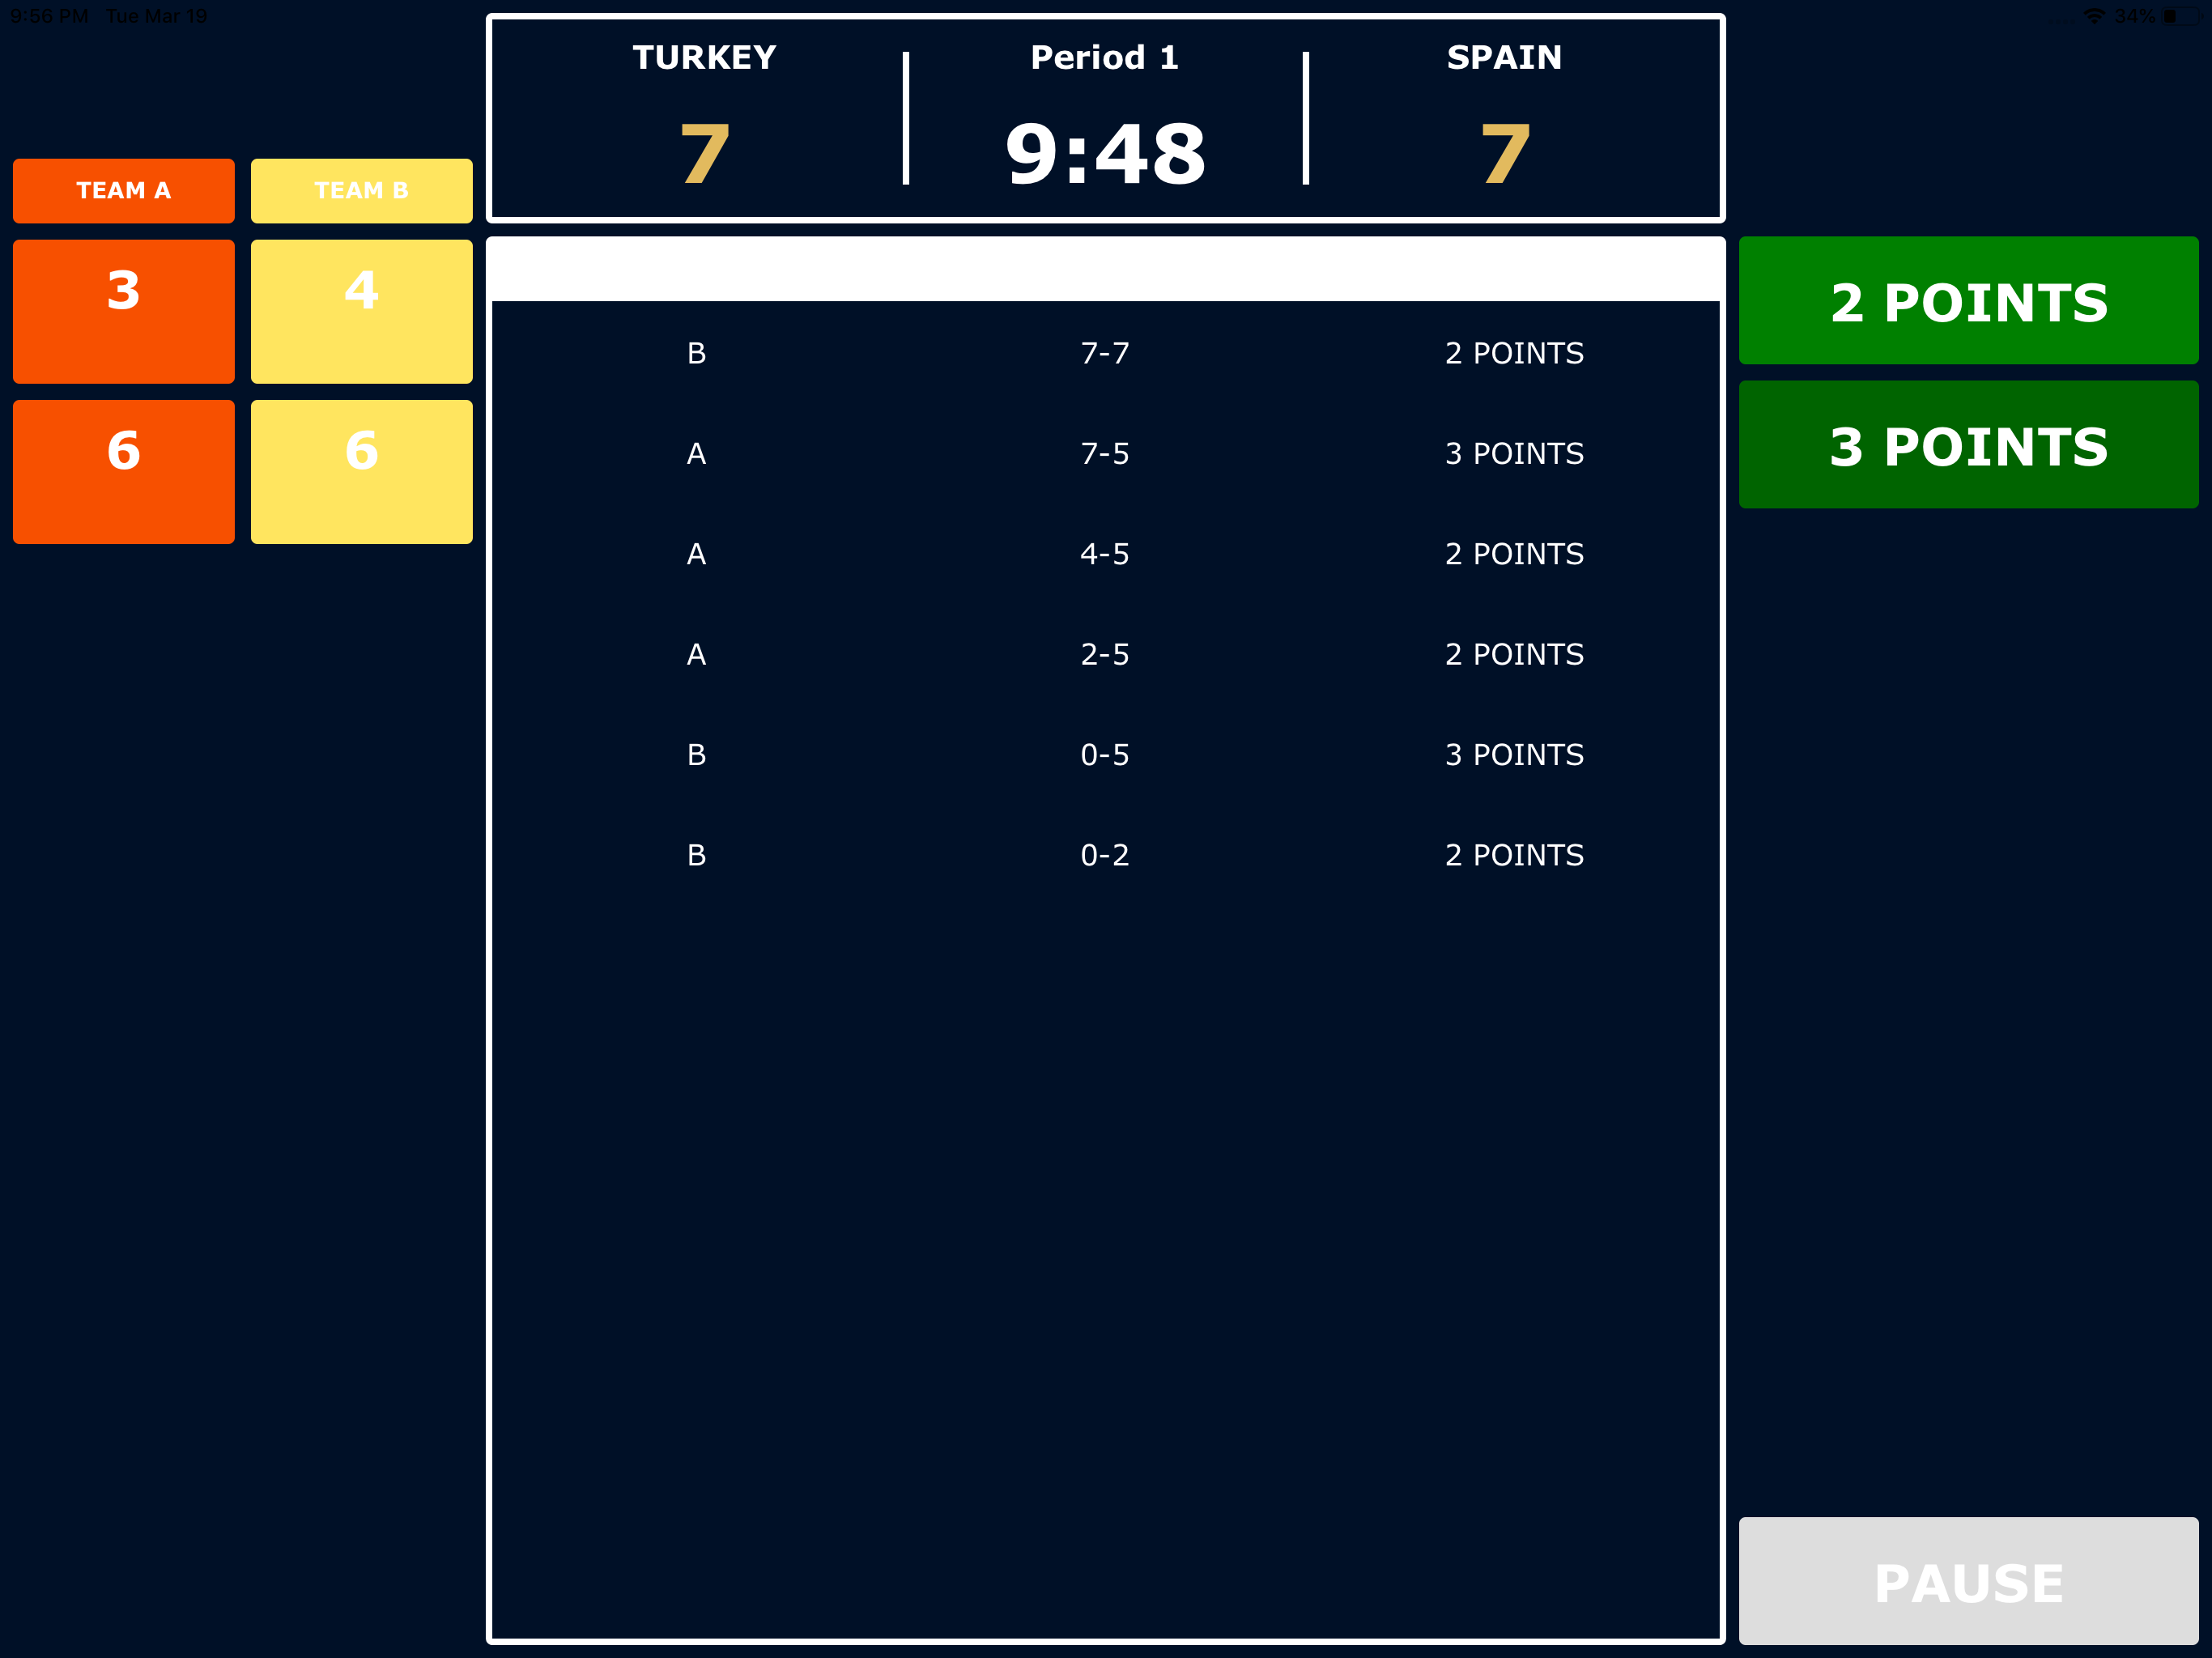 9:56 PM Tue Mar 19
34%
TURKEY Period 1 SPAIN
7 9:48 7
TEAM A TEAM B
3 4
6 6
B 7-7 2 POINTS
A 7-5 3 POINTS
A 4-5 2 POINTS
A 2-5 2 POINTS
B 0-5 3 POINTS
B 0-2 2 POINTS
2 POINTS
3 POINTS
PAUSE